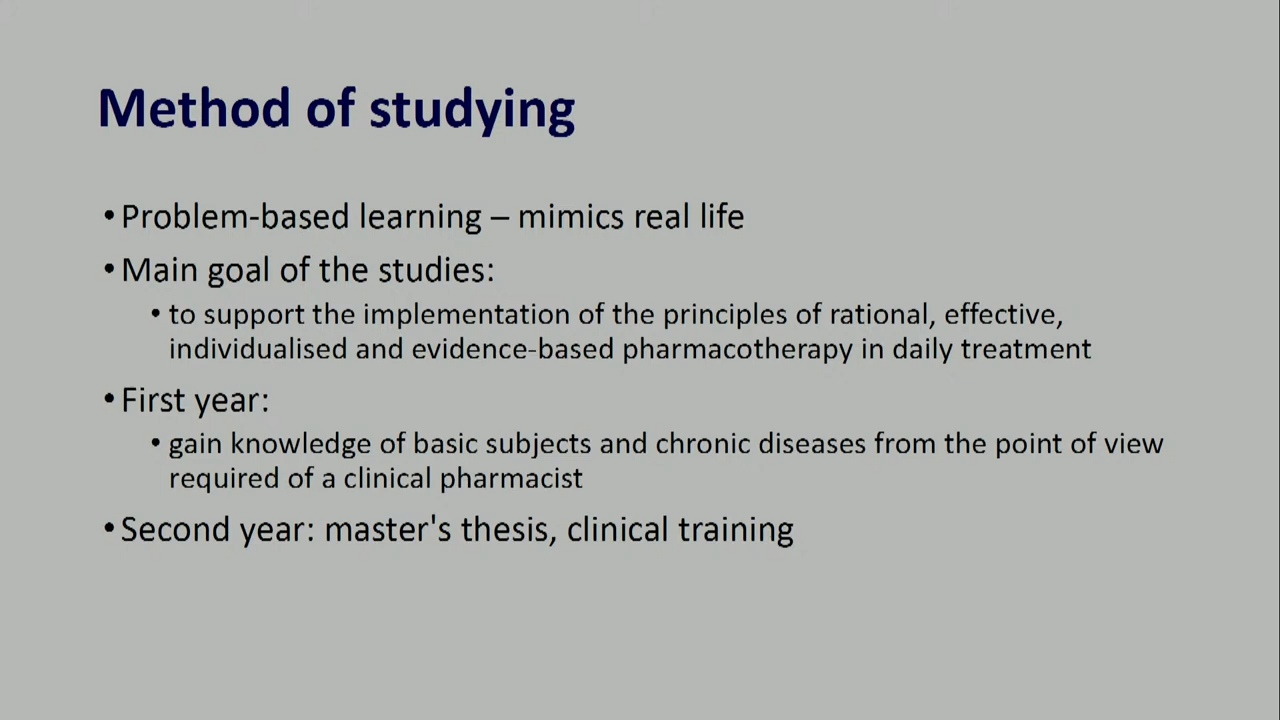 Method of studying
•Problem-based learning – mimics real life
•Main goal of the studies:
•to support the implementation of the principles of rational, effective,
individualised and evidence-based pharmacotherapy in daily treatment
•First year:
•gain knowledge of basic subjects and chronic diseases from the point of view
required of a clinical pharmacist
•Second year: master's thesis, clinical training